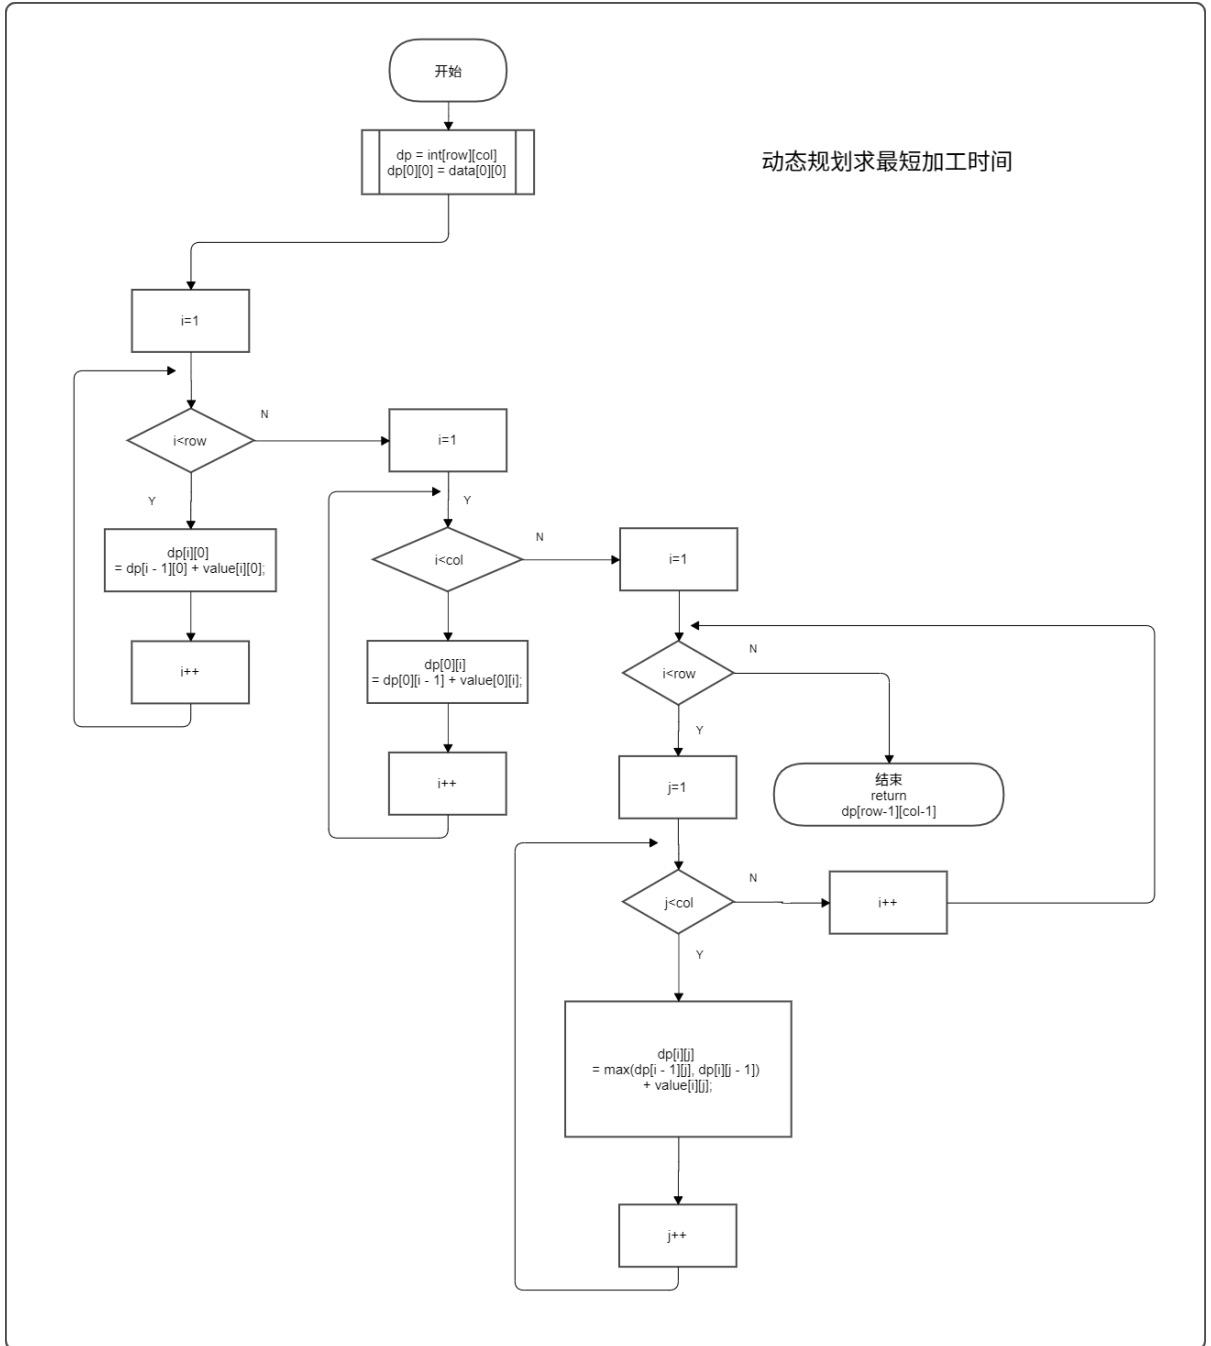 开始
dp = int[row][col]
dp[0][0] = data[0][0]
动态规划求最短加工时间
i=1
i<row
N
Y
dp[i][0]
= dp[i - 1][0] + value[i][0];
i++
i=1
Y
i<col
N
dp[0][i]
= dp[0][i - 1] + value[0][i];
i++
i=1
i<row
N
Y
结束
return
dp[row-1][col-1]
j=1
j<col
N
i++
Y
dp[i][j]
= max(dp[i - 1][j], dp[i][j - 1])
+ value[i][j];
j++